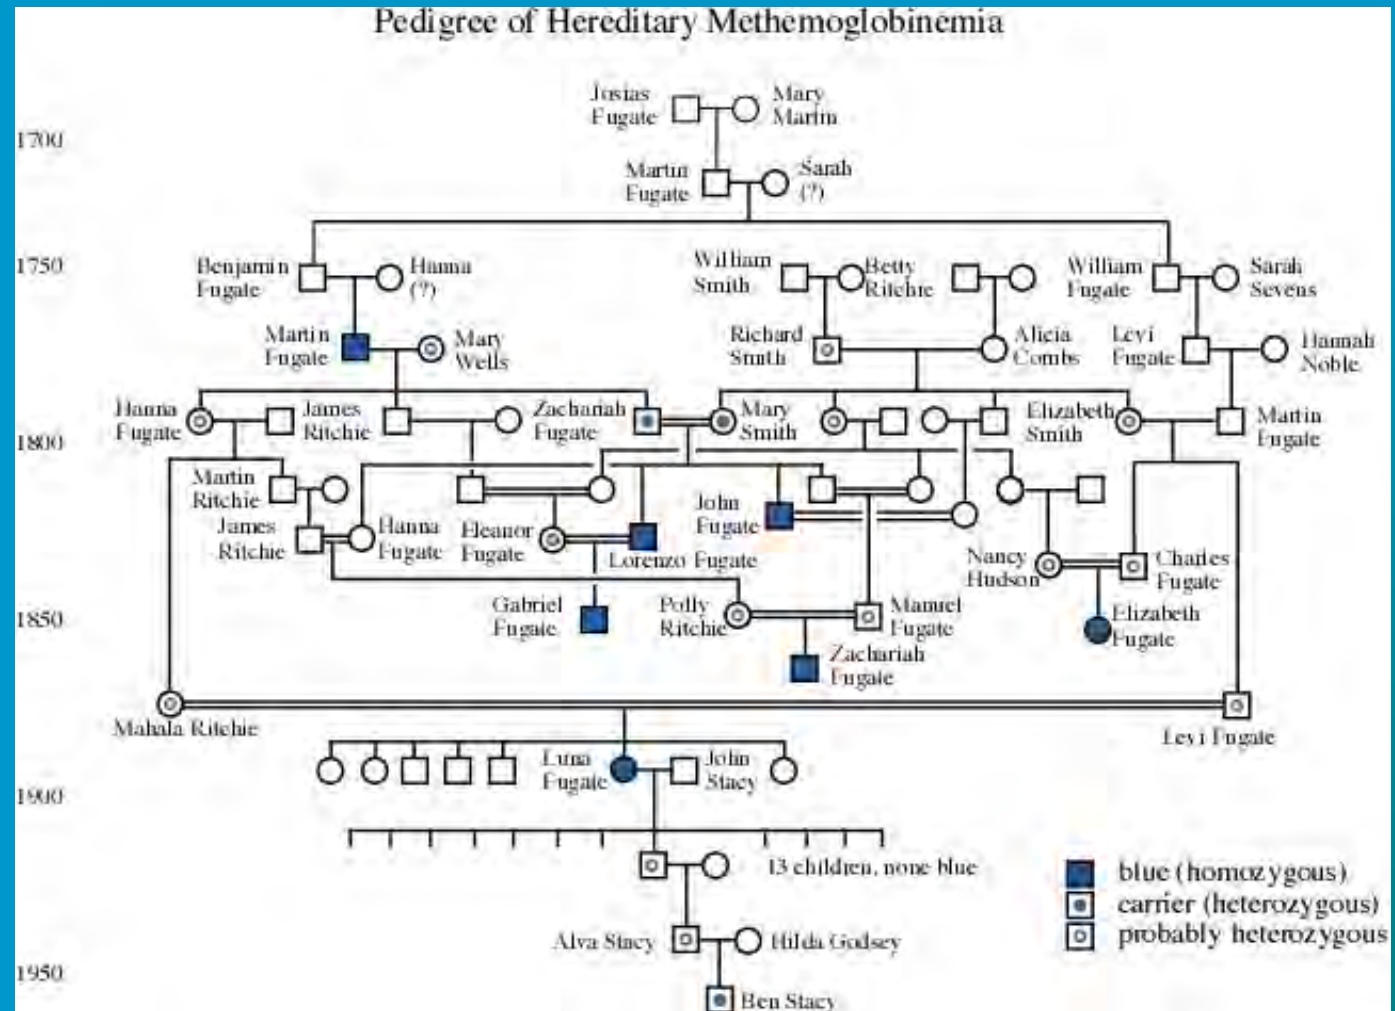 Pedigree of Hereditary Methemoglobinemia
Josias
Fugate
Mary
Martin
1700
Martin
Fugate
Sarah
(?)
1750
Benjamin
Fugate
Hanna
(?)
William
Smith
Betty
Ritchie
William
Fugate
Sarah
Sevens
Martin
Fugate
Mary
Wells
Richard
Smith
Alicia
Combs
Levi
Fugate
Hannah
Noble
1800
Hanna
Fugate
James
Ritchie
Zachariah
Fugate
Mary
Smith
Elizabeth
Smith
Martin
Fugate
Martin
Ritchie
James
Ritchie
Hanna
Fugate
Eleanor
Fugate
Lorenzo Fugate
John
Fugate
Nancy
Hudson
Charles
Fugate
1850
Gabriel
Fugate
Polly
Ritchie
Manuel
Fugate
Elizabeth
Fugate
Zachariah
Fugate
Mahala Ritchie
Levi Fugate
Luna
Fugate
John
Stacy
1900
13 children, none blue
blue (homozygous)
carrier (heterozygous)
probably heterozygous
Alva Stacy
Hilda Godsey
1950
Ben Stacy